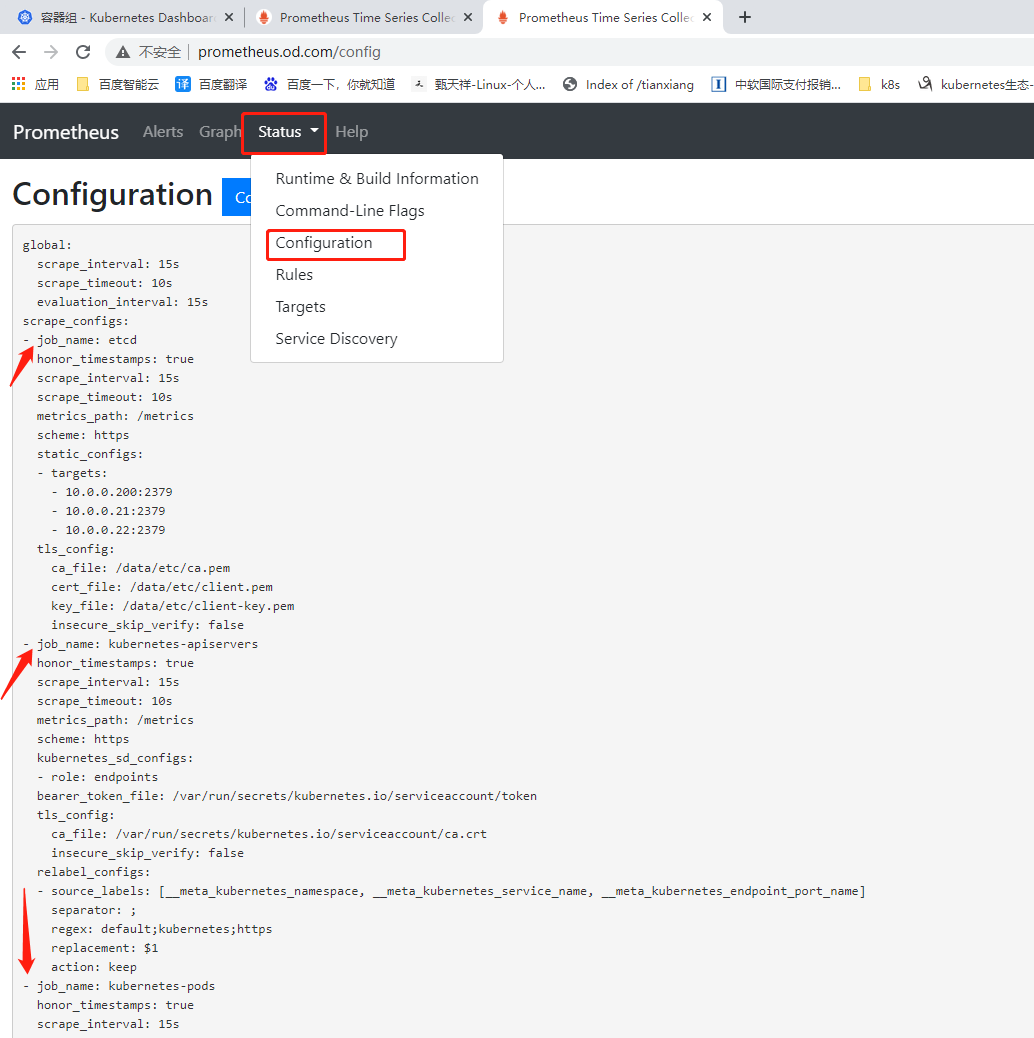 容器组 - Kubernetes Dashboar
Prometheus Time Series Collec
Prometheus Time Series Collec
不安全
prometheus.od.com/config
应用
百度智能云
译
百度翻译
百度一下，你就知道
甄天祥-Linux-个人...
Index of /tianxiang
中软国际支付报销...
k8s
kubernetes生态-
Prometheus
Alerts
Graph
Status
Help
Runtime & Build Information
Command-Line Flags
Configuration
Rules
Targets
Service Discovery
Configuration
Co
global:
scrape_interval: 15s
scrape_timeout: 10s
evaluation_interval: 15s
scrape_configs:
- job_name: etcd
honor_timestamps: true
scrape_interval: 15s
scrape_timeout: 10s
metrics_path: /metrics
scheme: https
static_configs:
- targets:
- 10.0.0.200:2379
- 10.0.0.21:2379
- 10.0.0.22:2379
tls_config:
ca_file: /data/etc/ca.pem
cert_file: /data/etc/client.pem
key_file: /data/etc/client-key.pem
insecure_skip_verify: false
- job_name: kubernetes-apiservers
honor_timestamps: true
scrape_interval: 15s
scrape_timeout: 10s
metrics_path: /metrics
scheme: https
kubernetes_sd_configs:
- role: endpoints
bearer_token_file: /var/run/secrets/kubernetes.io/serviceaccount/token
tls_config:
ca_file: /var/run/secrets/kubernetes.io/serviceaccount/ca.crt
insecure_skip_verify: false
relabel_configs:
- source_labels: [__meta_kubernetes_namespace, __meta_kubernetes_service_name, __meta_kubernetes_endpoint_port_name]
separator: ;
regex: default;kubernetes;https
replacement: $1
action: keep
- job_name: kubernetes-pods
honor_timestamps: true
scrape_interval: 15s